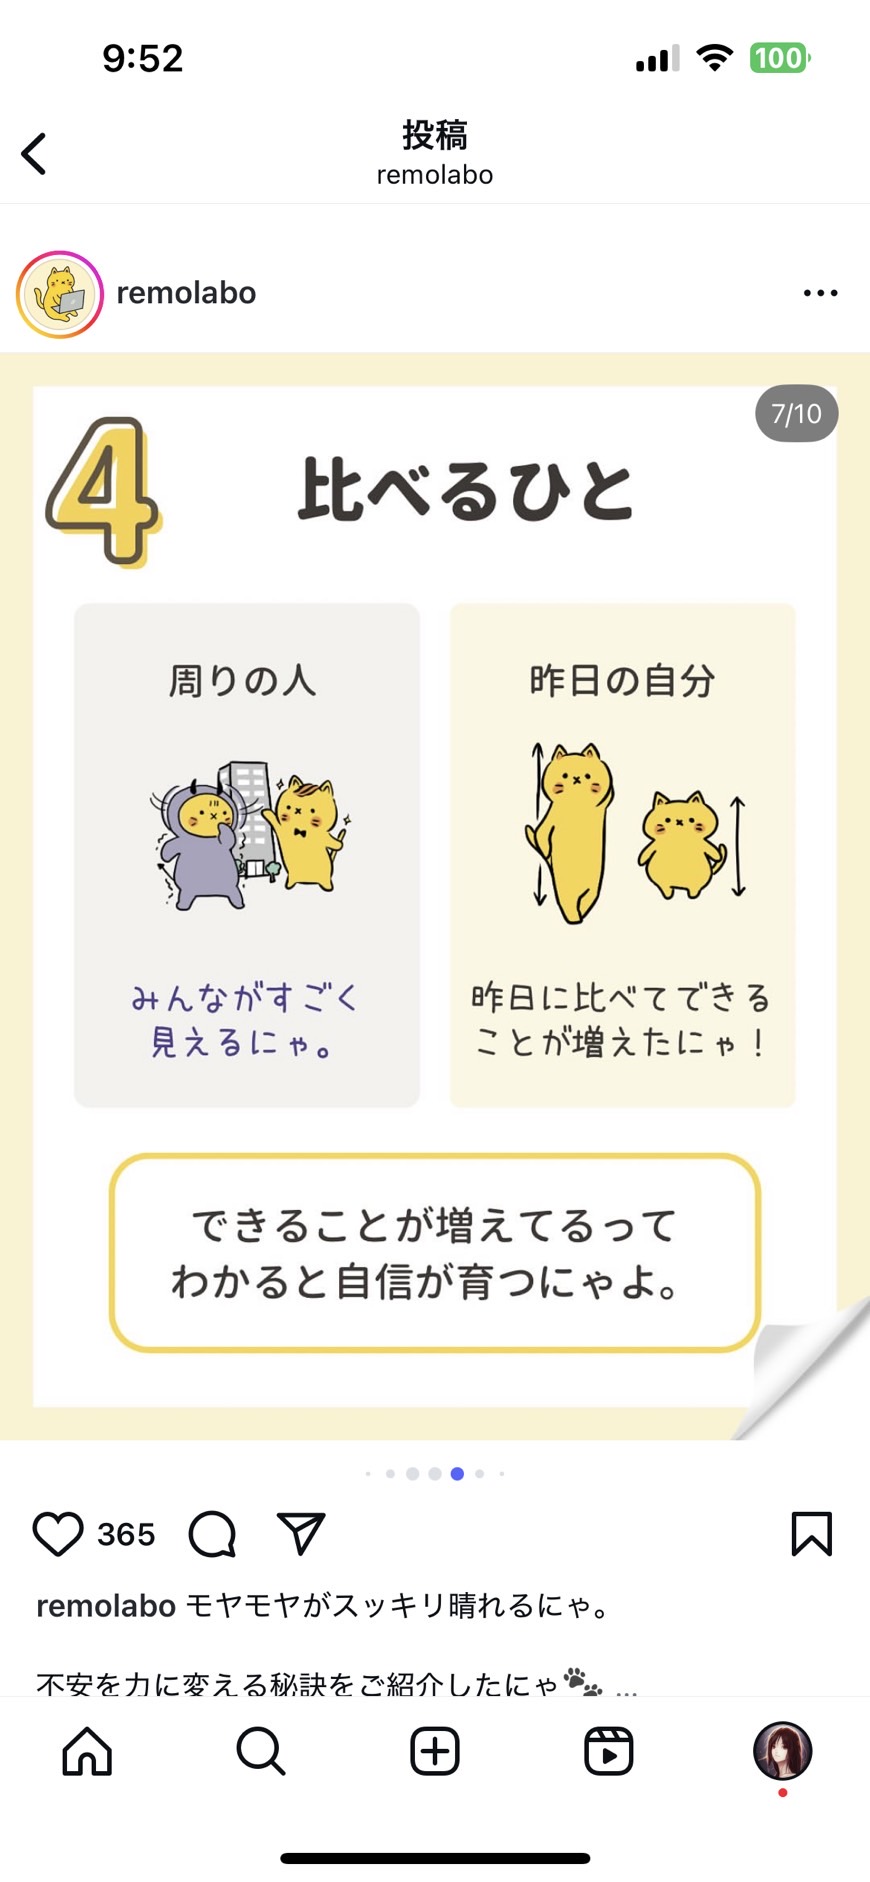 9:52
100
投稿
remolabo
remolabo
7/10
4
比べるひと
周りの人
みんながすごく
見えるにゃ。
昨日の自分
昨日に比べてできる
ことが増えたにゃ！
できることが増えてるって
わかると自信が育つにゃよ。
365
remolabo モヤモヤがスッキリ晴れるにゃ。
不安を力に変える秘訣をご紹介したにゃ🐾 ...